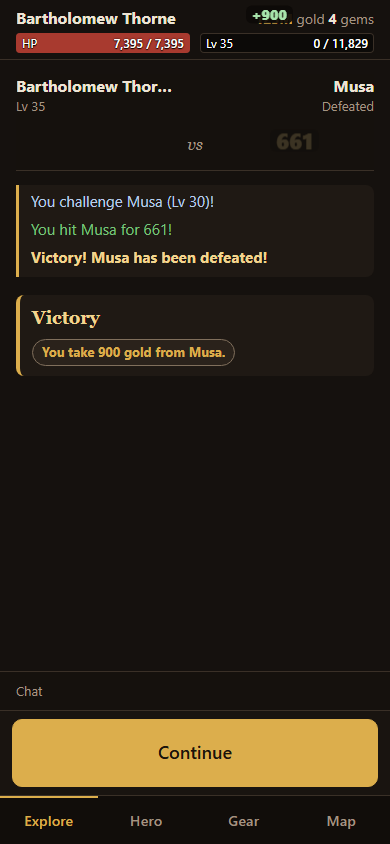 Bartholomew Thorne
+900
gold 4 gems
HP 7,395 / 7,395
Lv 35 0 / 11,829
Bartholomew Thor...
Musa
Lv 35
Defeated
vs
661
You challenge Musa (Lv 30)!
You hit Musa for 661!
Victory! Musa has been defeated!
Victory
You take 900 gold from Musa.
Chat
Continue
Explore Hero Gear Map